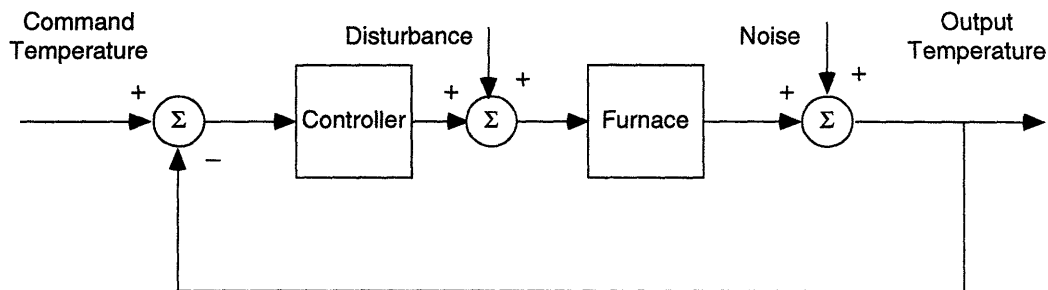 Command
Temperature
Disturbance
Noise
Output
Temperature
+
+
+
+
+
Σ
Controller
Σ
Furnace
Σ
−